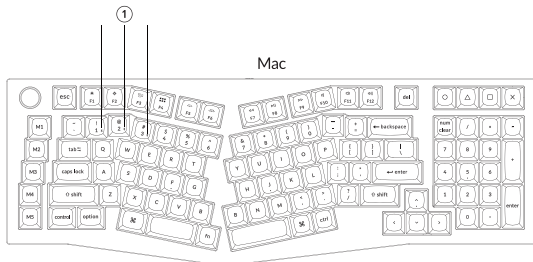 ①
Mac
esc F1 F2 F3 F4 F5 F6 F7 F8 F9 F10 F11 F12 del
M1 ~ ! 1 @ 2 # 3 $ 4 % 5 ^ 6 & 7 * 8 ( 9 ) 0 - + = backspace num clear / * -
M2 tab Q W E R T Y U I O P { [ } ] | \ 7 8 9 +
M3 caps lock A S D F G H J K L : ; " ' enter 4 5 6
M4 shift Z X C V B B N M < , > . ? / shift 1 2 3 enter
M5 control option ⌘ fn ⌘ ctrl 0 .